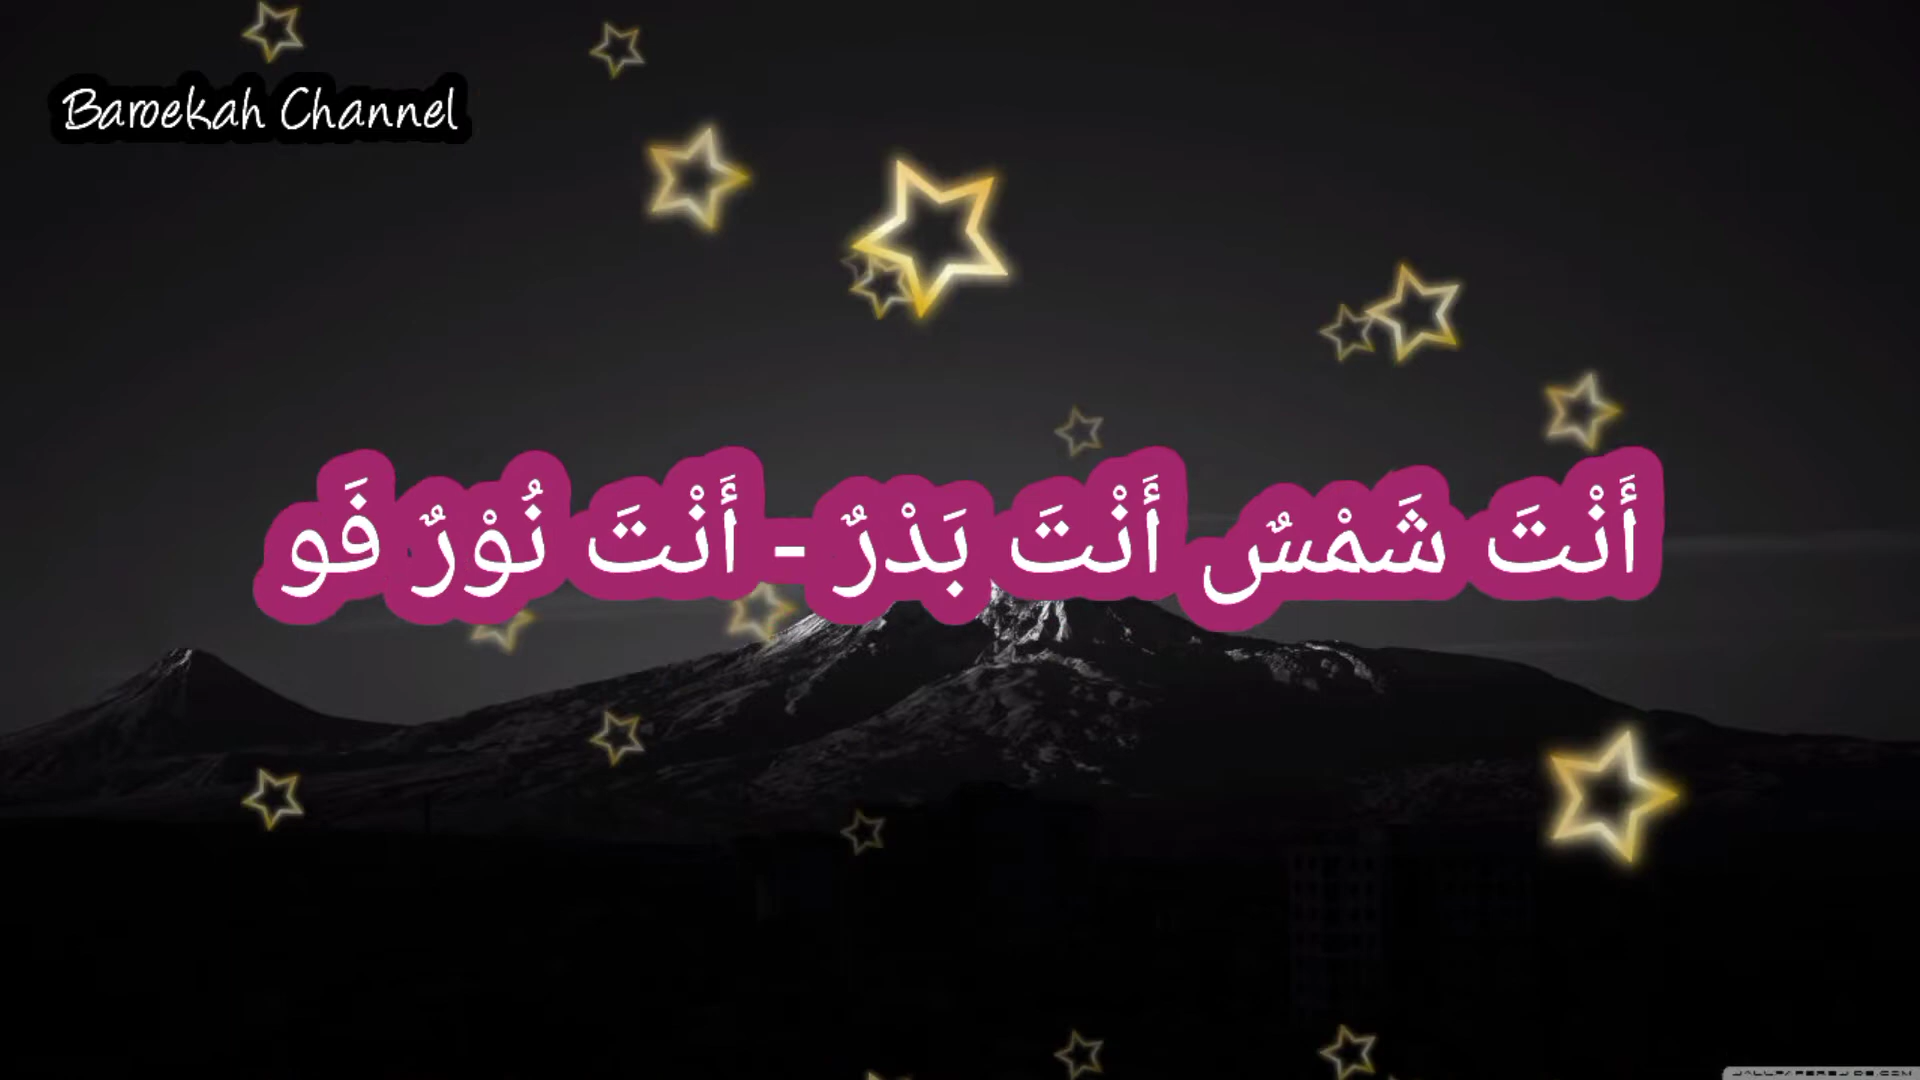 Baroekah Channel
أَنْتَ شَمْسٌ أَنْتَ بَدْرٌ - أَنْتَ نُوْرٌ فَو